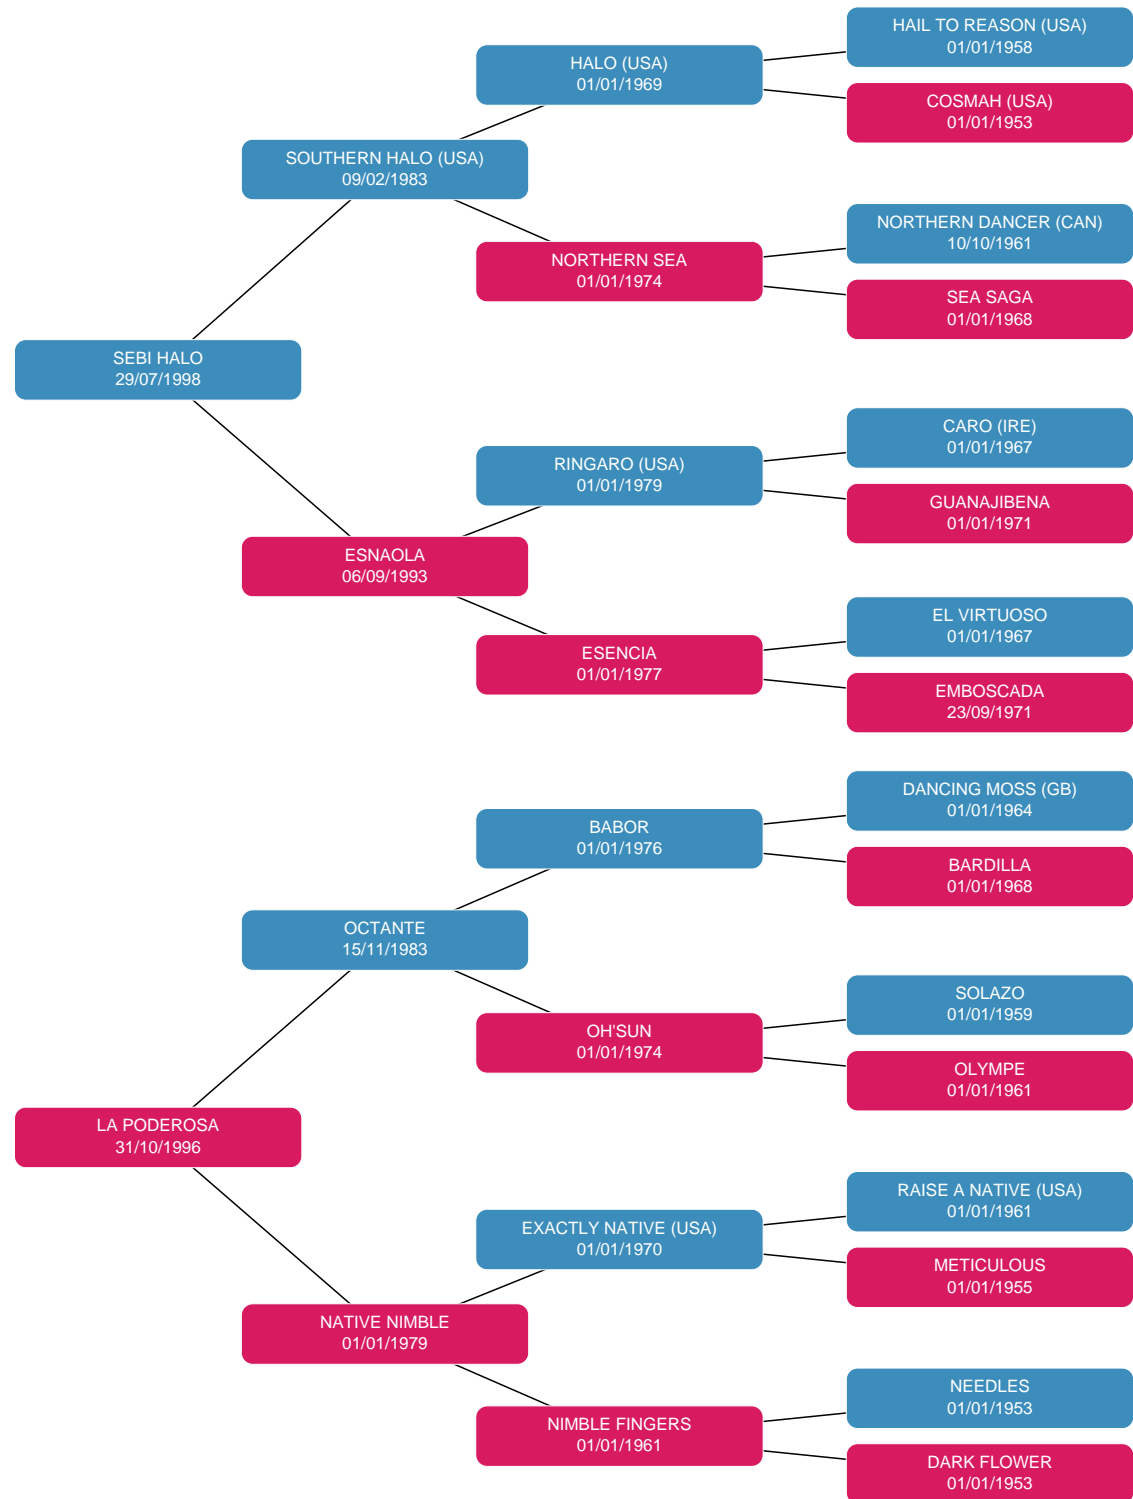 HAIL TO REASON (USA)
01/01/1958
HALO (USA)
01/01/1969
COSMAH (USA)
01/01/1953
SOUTHERN HALO (USA)
09/02/1983
NORTHERN DANCER (CAN)
10/10/1961
NORTHERN SEA
01/01/1974
SEA SAGA
01/01/1968
SEBI HALO
29/07/1998
CARO (IRE)
01/01/1967
RINGARO (USA)
01/01/1979
GUANAJIBENA
01/01/1971
ESNAOLA
06/09/1993
EL VIRTUOSO
01/01/1967
ESENCIA
01/01/1977
EMBOSCADA
23/09/1971
DANCING MOSS (GB)
01/01/1964
BABOR
01/01/1976
BARDILLA
01/01/1968
OCTANTE
15/11/1983
SOLAZO
01/01/1959
OH'SUN
01/01/1974
OLYMPE
01/01/1961
LA PODEROSA
31/10/1996
RAISE A NATIVE (USA)
01/01/1961
EXACTLY NATIVE (USA)
01/01/1970
METICULOUS
01/01/1955
NATIVE NIMBLE
01/01/1979
NEEDLES
01/01/1953
NIMBLE FINGERS
01/01/1961
DARK FLOWER
01/01/1953